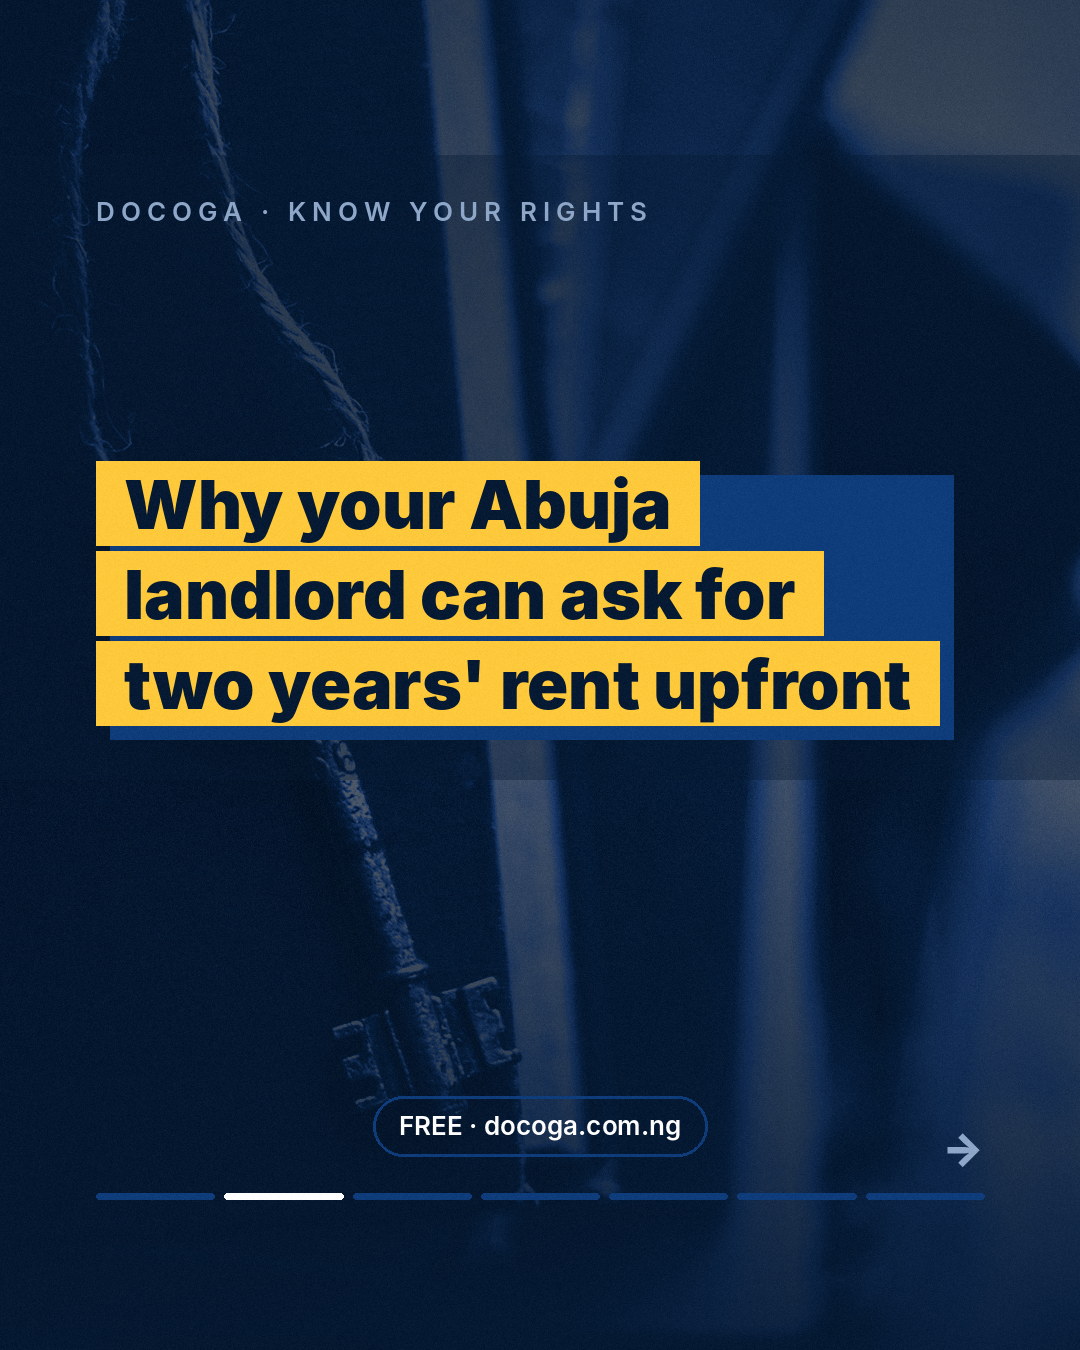 DOCOGA · KNOW YOUR RIGHTS
Why your Abuja
landlord can ask for
two years' rent upfront
FREE · docoga.com.ng
→